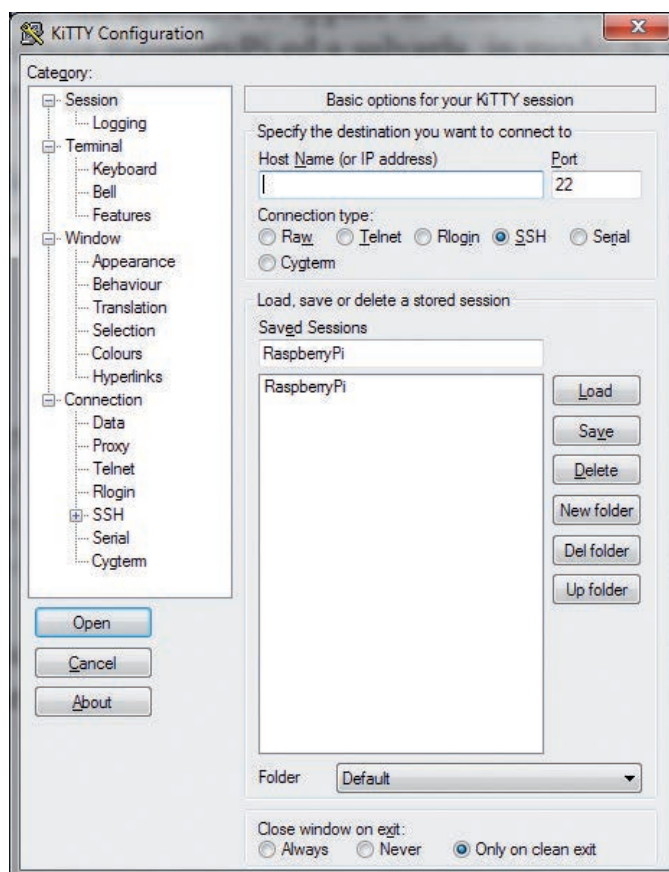 KiTTY Configuration
Category:
Session
Logging
Terminal
Keyboard
Bell
Features
Window
Appearance
Behaviour
Translation
Selection
Colours
Hyperlinks
Connection
Data
Proxy
Telnet
Rlogin
SSH
Serial
Cygterm
Open
Cancel
About
Basic options for your KiTTY session
Specify the destination you want to connect to
Host Name (or IP address) Port
22
Connection type:
Raw Telnet Rlogin SSH Serial
Cygterm
Load, save or delete a stored session
Saved Sessions
RaspberryPi
RaspberryPi
Load
Save
Delete
New folder
Del folder
Up folder
Folder Default
Close window on exit:
Always Never Only on clean exit